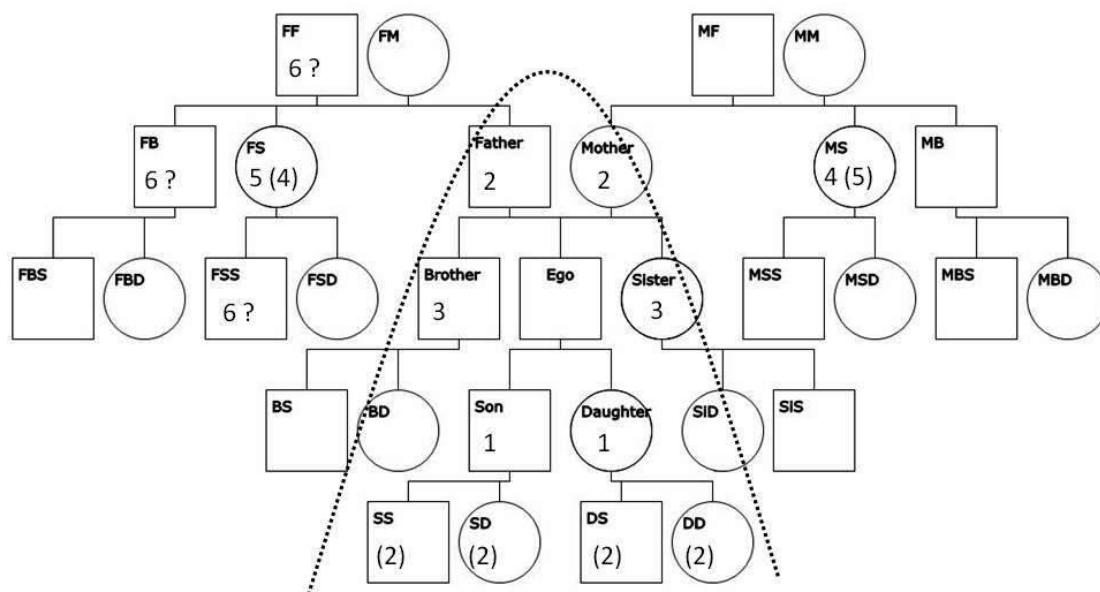 FF
6 ?
FM
MF
MM
FB
6 ?
FS
5 (4)
Father
2
Mother
2
MS
4 (5)
MB
FBS
FBD
FSS
6 ?
FSD
Brother
3
Ego
Sister
3
MSS
MSD
MBS
MBD
BS
BD
Son
1
Daughter
1
SID
SIS
SS
(2)
SD
(2)
DS
(2)
DD
(2)